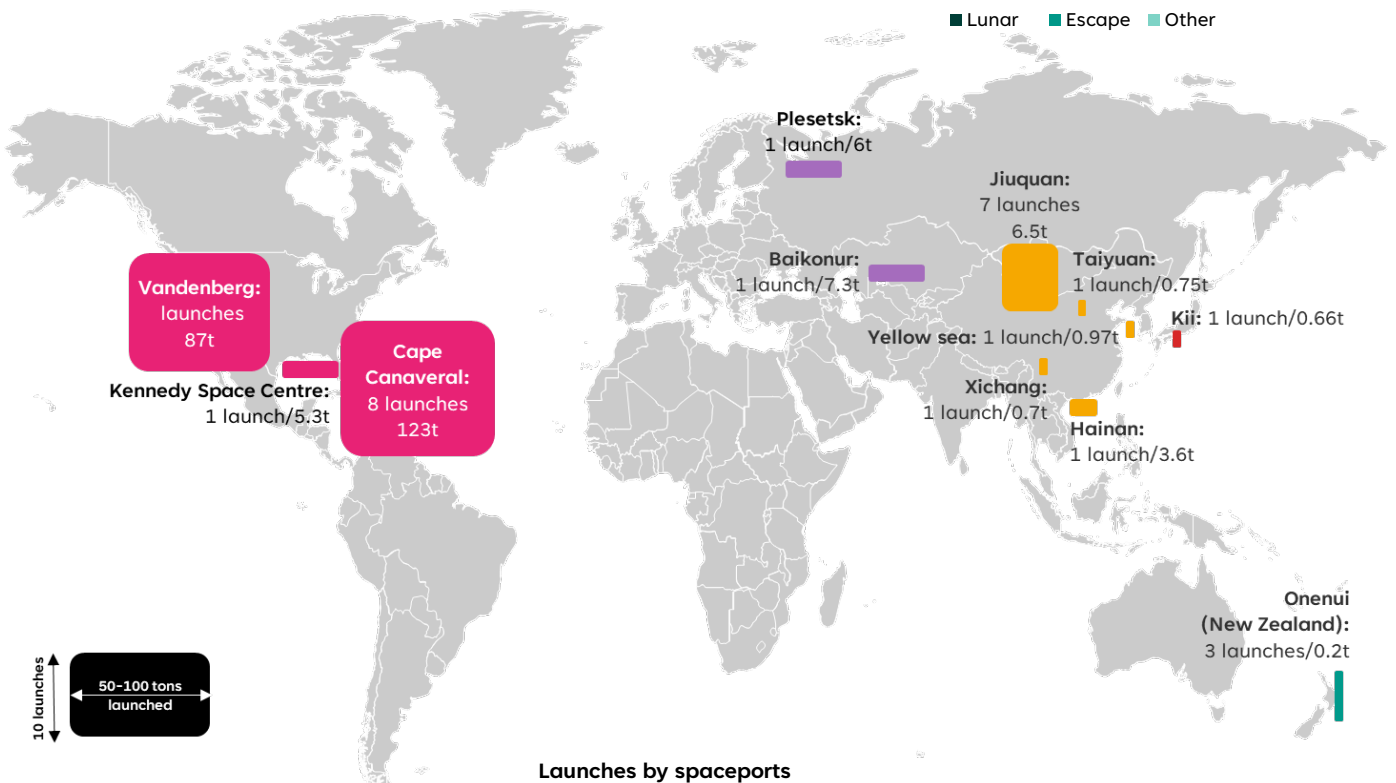 Lunar Escape Other
Plesetsk:
1 launch/6t
Jiuquan:
7 launches
6.5t
Baikonur:
1 launch/7.3t
Taiyuan:
1 launch/0.75t
Vandenberg:
launches
87t
Kii: 1 launch/0.66t
Yellow sea: 1 launch/0.97t
Cape
Canaveral:
8 launches
123t
Kennedy Space Centre:
1 launch/5.3t
Xichang:
1 launch/0.7t
Hainan:
1 launch/3.6t
Onenui
(New Zealand):
3 launches/0.2t
10 launches
50-100 tons
launched
Launches by spaceports